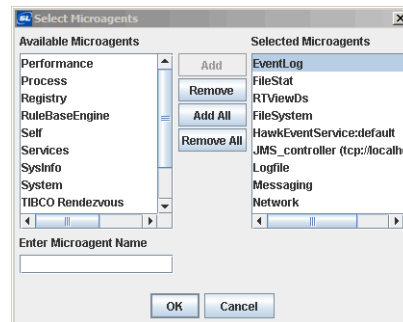 SL Select Microagents
Available Microagents
Performance
Process
Registry
RuleBaseEngine
Self
Services
SysInfo
System
TIBCO Rendezvous
Add
Remove
Add All
Remove All
Selected Microagents
EventLog
FileStat
RTViewDs
FileSystem
HawkEventService:default
JMS_controller (tcp://localh
Logfile
Messaging
Network
Enter Microagent Name
OK
Cancel